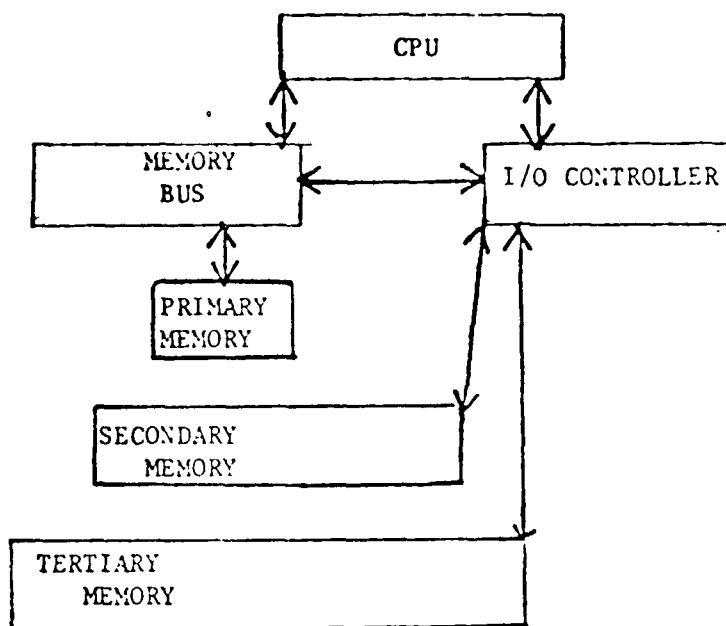 CPU
MEMORY
BUS
I/O CONTROLLER
PRIMARY
MEMORY
SECONDARY
MEMORY
TERTIARY
MEMORY